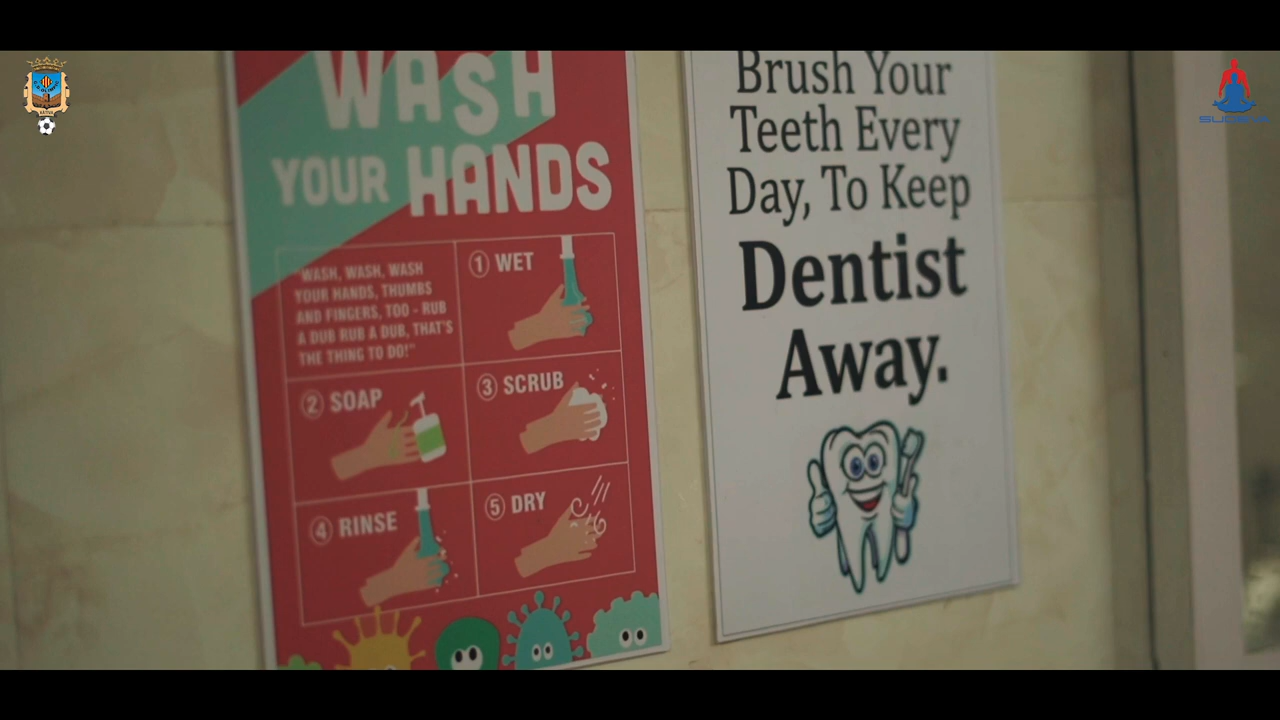 WASH
YOUR HANDS
"WASH, WASH, WASH
YOUR HANDS, THUMBS
AND FINGERS, TOO - RUB
A DUB RUB A DUB, THAT'S
THE THING TO DO!"
1 WET
2 SOAP
3 SCRUB
4 RINSE
5 DRY
Brush Your
Teeth Every
Day, To Keep
Dentist
Away.